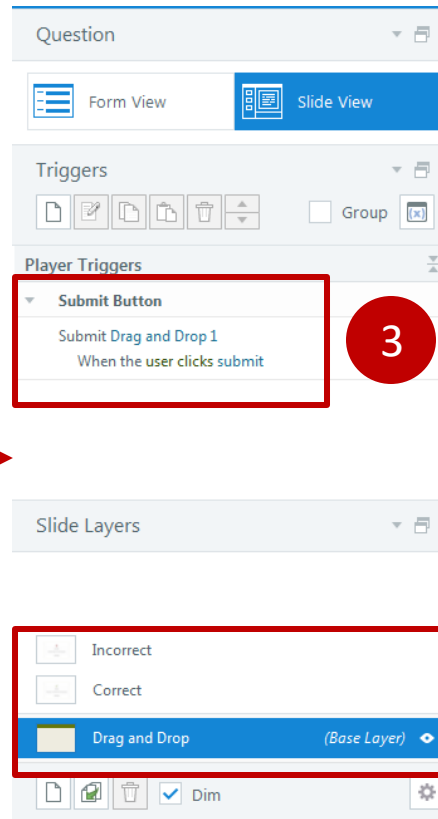 Question
Form View
Slide View
Triggers
Group
(x)
Player Triggers
Submit Button
Submit Drag and Drop 1
When the user clicks submit
3
Slide Layers
Incorrect
Correct
Drag and Drop (Base Layer)
Dim